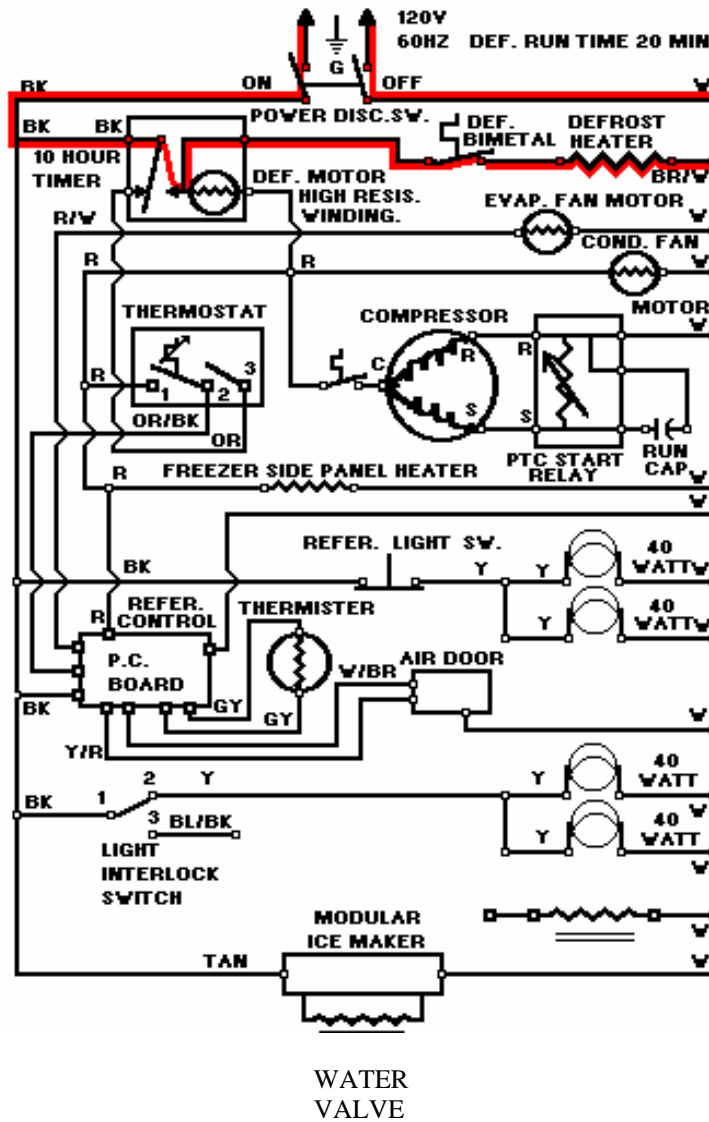 120V
60HZ DEF. RUN TIME 20 MIN
G
BK ON OFF W
POWER DISC.SW.
BK BK DEF. BIMETAL DEFROST HEATER
10 HOUR TIMER
BR/W
DEF. MOTOR
HIGH RESIS.
WINDING.
EVAP. FAN MOTOR W
R/W
COND. FAN
MOTOR W
R R W
THERMOSTAT
COMPRESSOR
R 1 2 3
C R S
R S
OR/BK
OR
PTC START
RELAY
RUN
CAP
R FREEZER SIDE PANEL HEATER W
W
REFER. LIGHT SW.
BK Y Y 40
WATT W
Y 40
WATT W
R REFER.
CONTROL
THERMISTER
P.C.
BOARD
W/BR AIR DOOR
BK GY
GY
Y/R W
BK 1 2 Y Y 40
WATT W
3 BL/BK Y 40
WATT W
LIGHT
INTERLOCK
SWITCH
MODULAR
ICE MAKER W
TAN W
WATER
VALVE